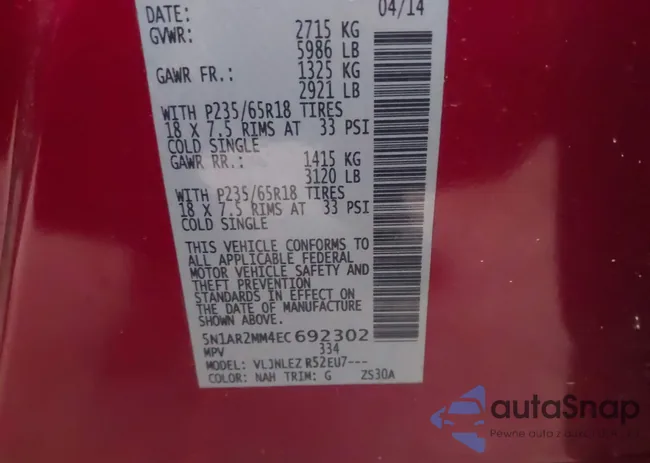 DATE: 04/14
GVWR: 2715 KG
5986 LB
GAWR FR.: 1325 KG
2921 LB
WITH P235/65R18 TIRES
18 X 7.5 RIMS AT 33 PSI
COLD SINGLE
GAWR RR.: 1415 KG
3120 LB
WITH P235/65R18 TIRES
18 X 7.5 RIMS AT 33 PSI
COLD SINGLE
THIS VEHICLE CONFORMS TO
ALL APPLICABLE FEDERAL
MOTOR VEHICLE SAFETY AND
THEFT PREVENTION
STANDARDS IN EFFECT ON
THE DATE OF MANUFACTURE
SHOWN ABOVE.
5N1AR2MM4EC692302
MPV 334
MODEL: VLJNLEZ R52EU7---
COLOR: NAH TRIM: G ZS30A
autaSnap
Pewne auta z